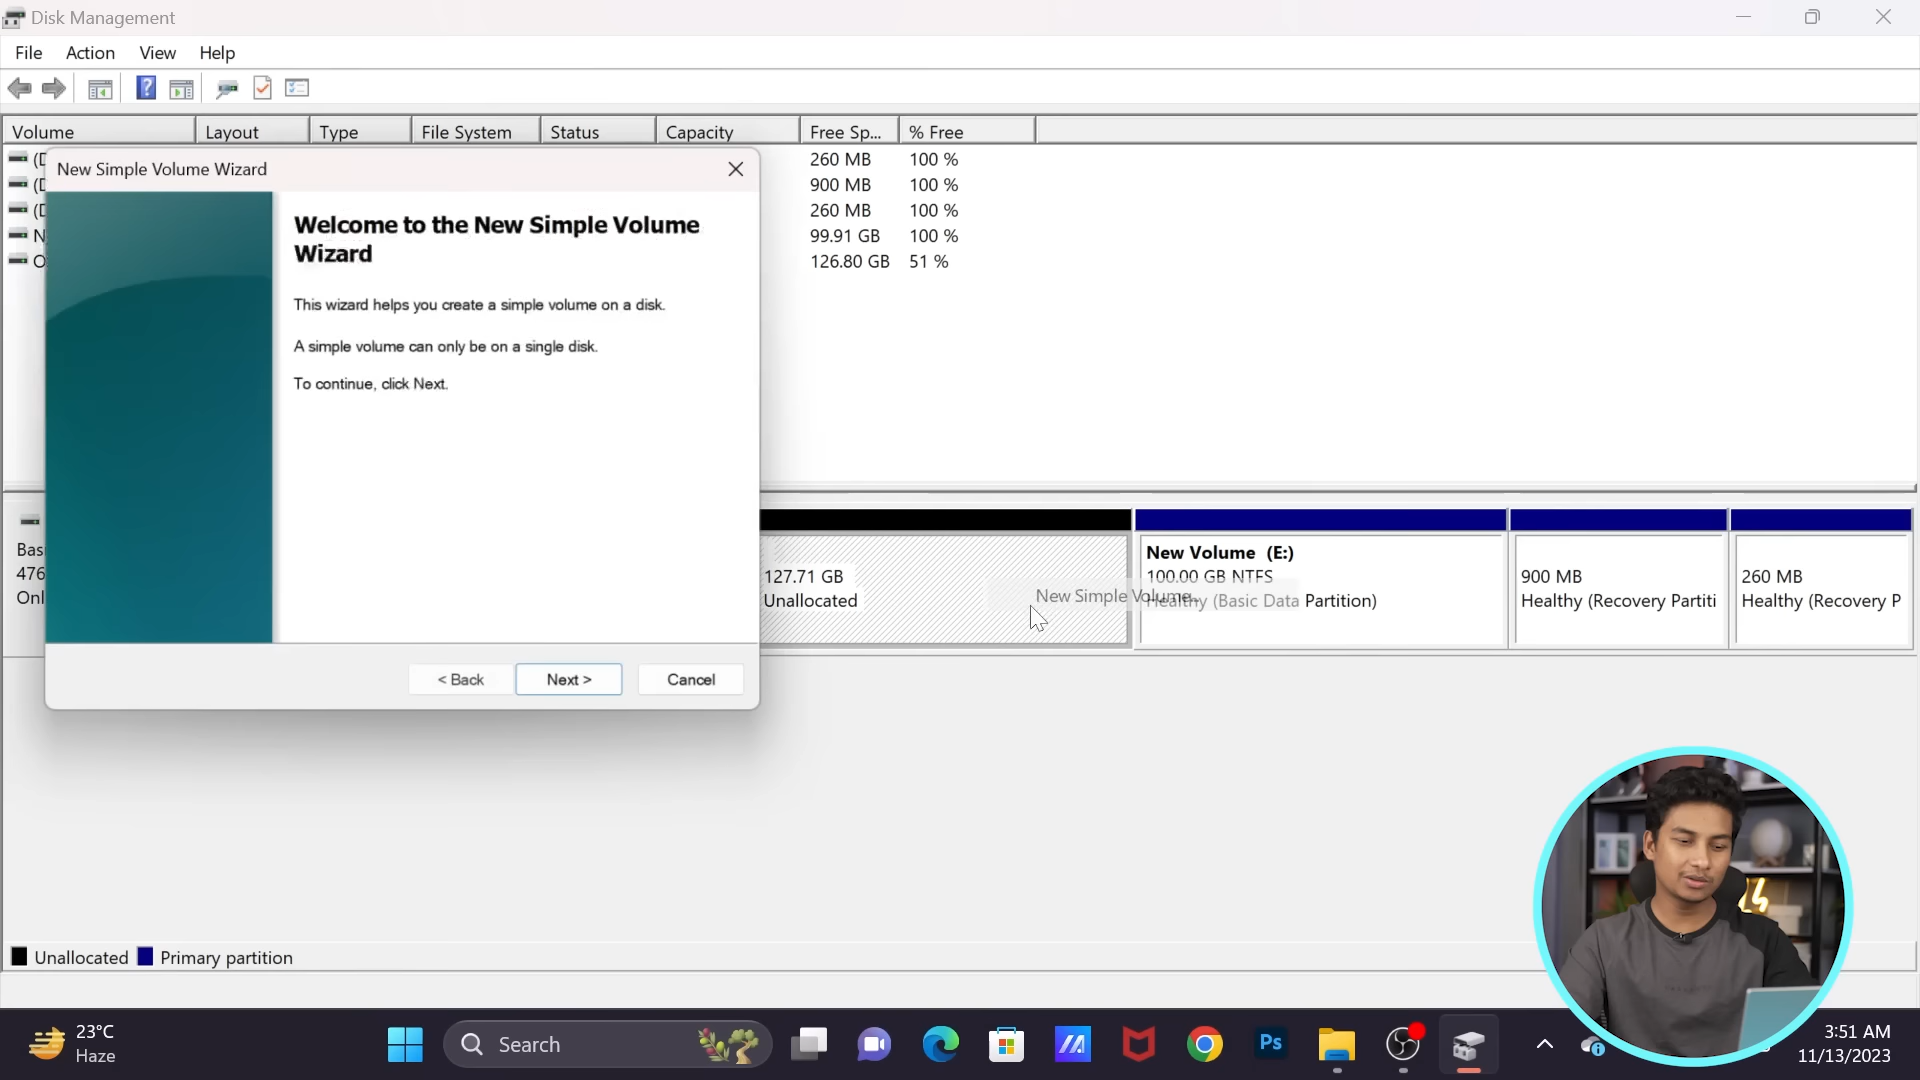 Disk Management
File Action View Help
Volume Layout Type File System Status Capacity Free Sp... % Free
260 MB 100 %
900 MB 100 %
260 MB 100 %
99.91 GB 100 %
126.80 GB 51 %
New Simple Volume Wizard
Welcome to the New Simple Volume
Wizard
This wizard helps you create a simple volume on a disk.
A simple volume can only be on a single disk.
To continue, click Next.
< Back Next > Cancel
Bas
476
Onl
127.71 GB
Unallocated
New Simple Volume...
New Volume (E:)
100.00 GB NTFS
Healthy (Basic Data Partition)
900 MB
Healthy (Recovery Partiti
260 MB
Healthy (Recovery P
Unallocated Primary partition
23°C
Haze
Search
Ps
3:51 AM
11/13/2023